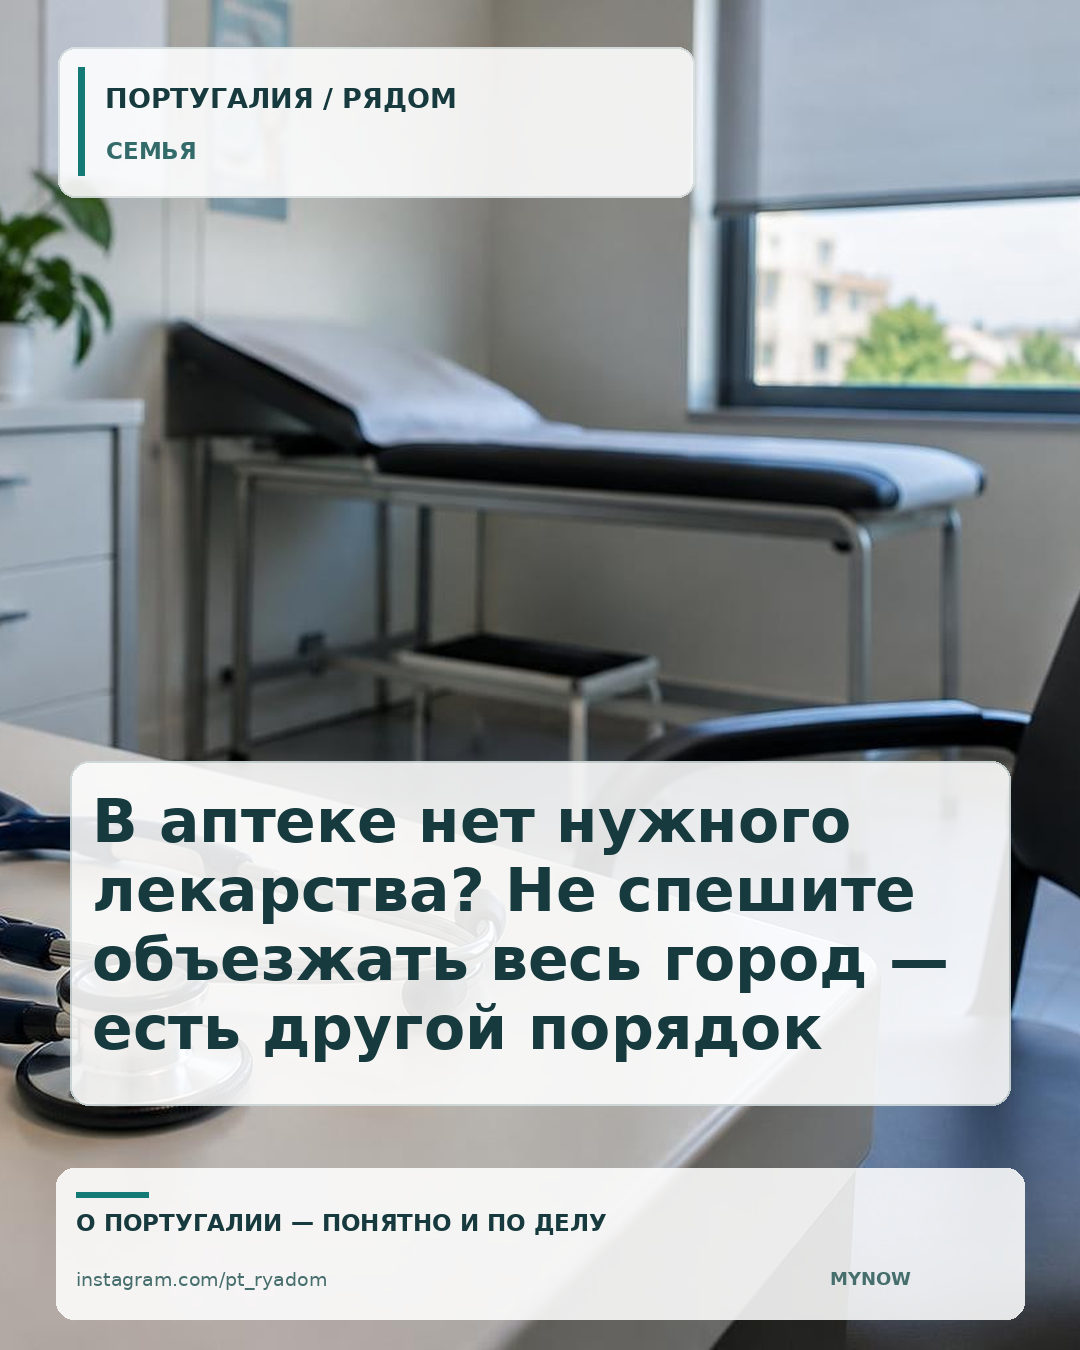 ПОРТУГАЛИЯ / РЯДОМ
СЕМЬЯ
В аптеке нет нужного
лекарства? Не спешите
объезжать весь город —
есть другой порядок
О ПОРТУГАЛИИ — ПОНЯТНО И ПО ДЕЛУ
instagram.com/pt_ryadom
MYNOW